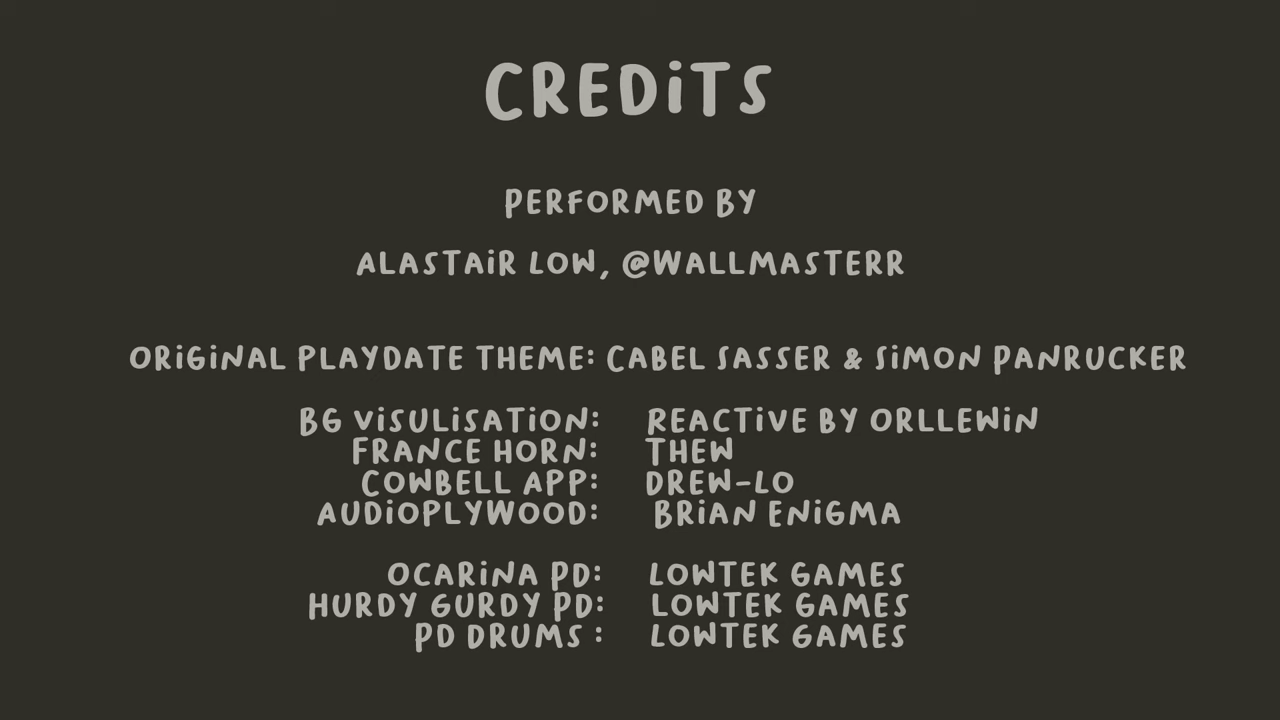 CREDiTS
PERFORMED BY
ALASTAiR LOW, @WALLMASTERR
ORiGiNAL PLAYDATE THEME: CABEL SASSER & SiMON PANRUCKER
BG ViSULiSATiON: REACTiVE BY ORLLEWiN
FRANCE HORN: THEW
COWBELL APP: DREW-LO
AUDiOPLYWOOD: BRiAN ENiGMA
OCARiNA PD: LOWTEK GAMES
HURDY GURDY PD: LOWTEK GAMES
PD DRUMS : LOWTEK GAMES